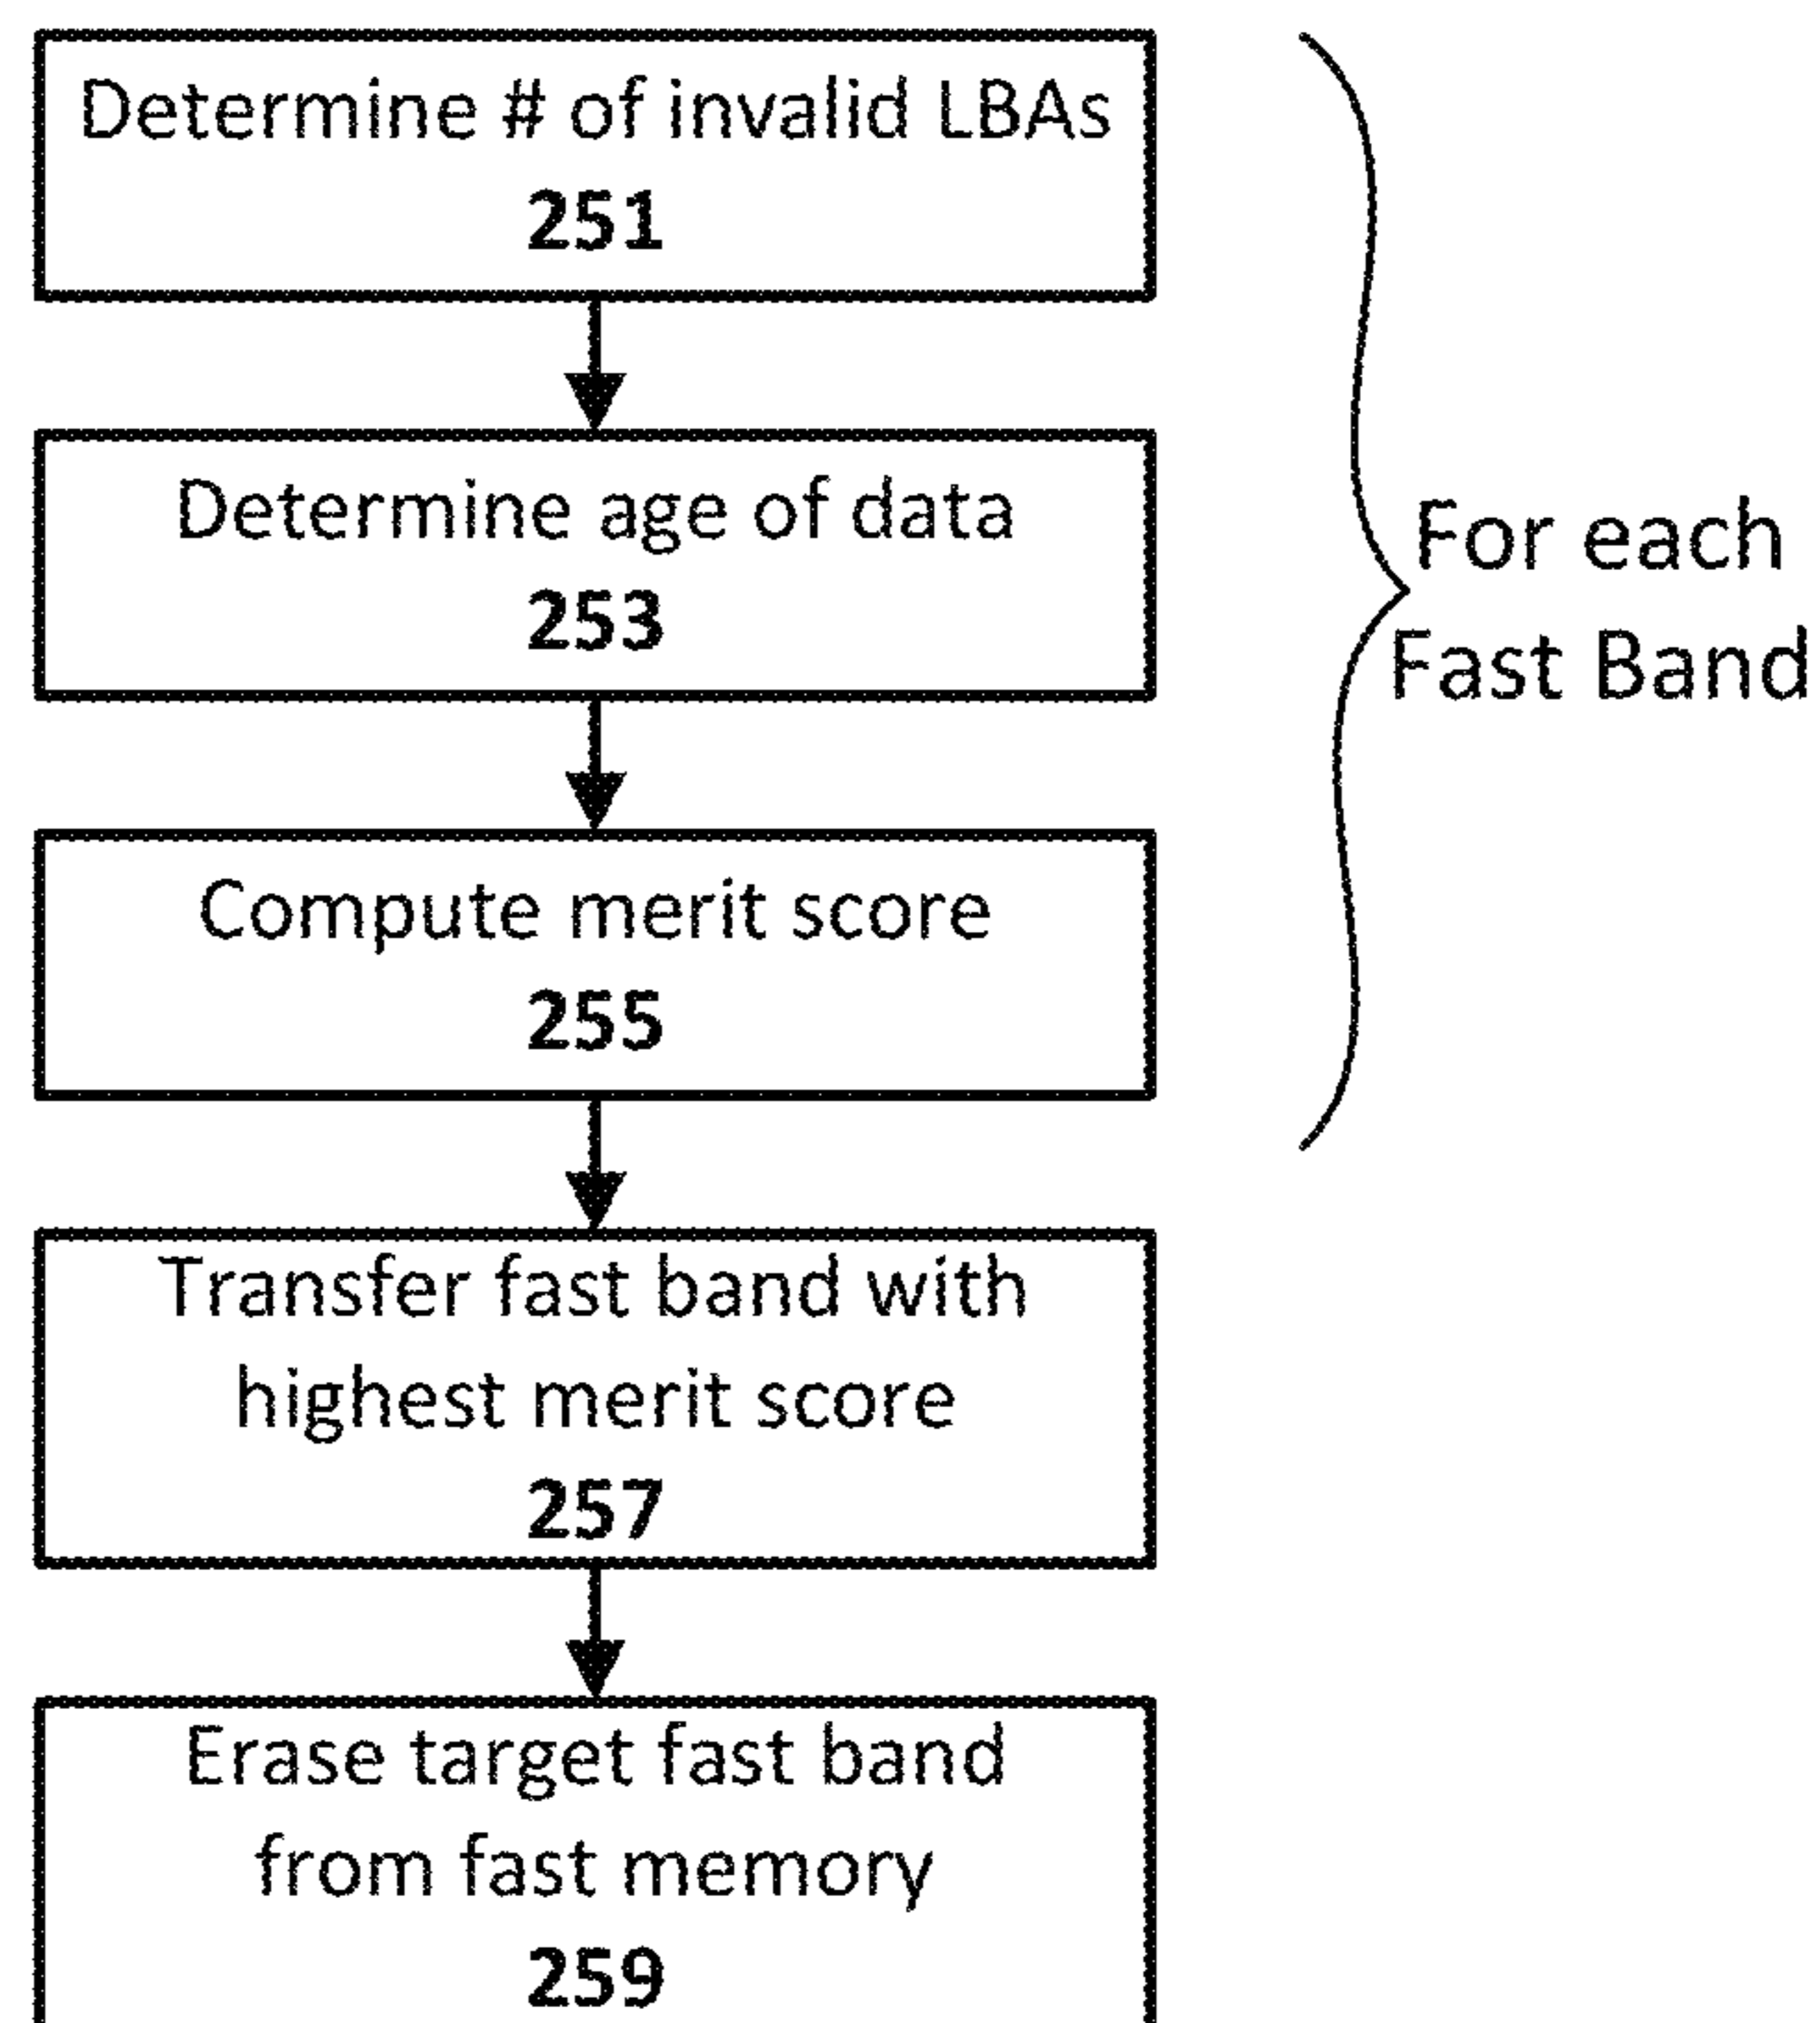 Determine # of invalid LBAs
251
Determine age of data
253
For each
Fast Band
Compute merit score
255
Transfer fast band with
highest merit score
257
Erase target fast band
from fast memory
259